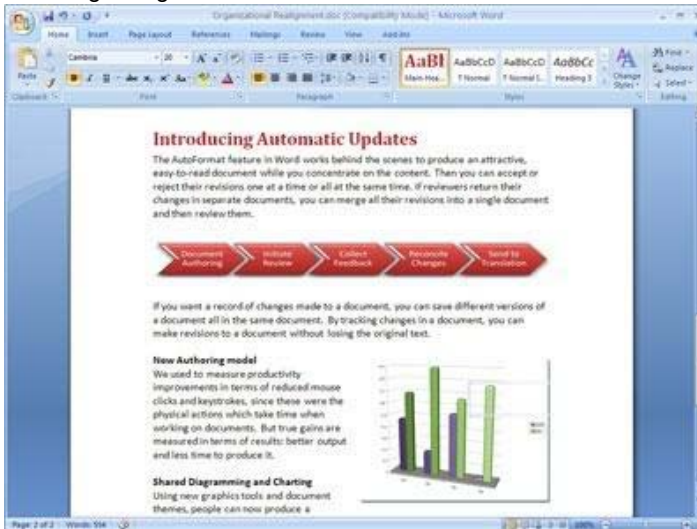 Organizational Realignment.doc (Compatibility Mode) - Microsoft Word
Home Insert Page Layout References Mailings Review View Add-Ins
Cambria 20
AaBl AaBbCcD AaBbCcD AaBbCc
Main Hea... ¶ Normal ¶ Normal I... Heading 3
Paste
Change
Styles
Find
Replace
Select
Clipboard Font Paragraph Styles Editing
Introducing Automatic Updates
The AutoFormat feature in Word works behind the scenes to produce an attractive,
easy-to-read document while you concentrate on the content. Then you can accept or
reject their revisions one at a time or all at the same time. If reviewers return their
changes in separate documents, you can merge all their revisions into a single document
and then review them.
Document
Authoring
Initiate
Review
Collect
Feedback
Reconcile
Changes
Send to
Translation
If you want a record of changes made to a document, you can save different versions of
a document all in the same document. By tracking changes in a document, you can
make revisions to a document without losing the original text.
New Authoring model
We used to measure productivity
improvements in terms of reduced mouse
clicks and keystrokes, since these were the
physical actions which take time when
working on documents. But true gains are
measured in terms of results: better output
and less time to produce it.
Shared Diagramming and Charting
Using new graphics tools and document
themes, people can now produce a
Page 2 of 2 Words: 556 100%